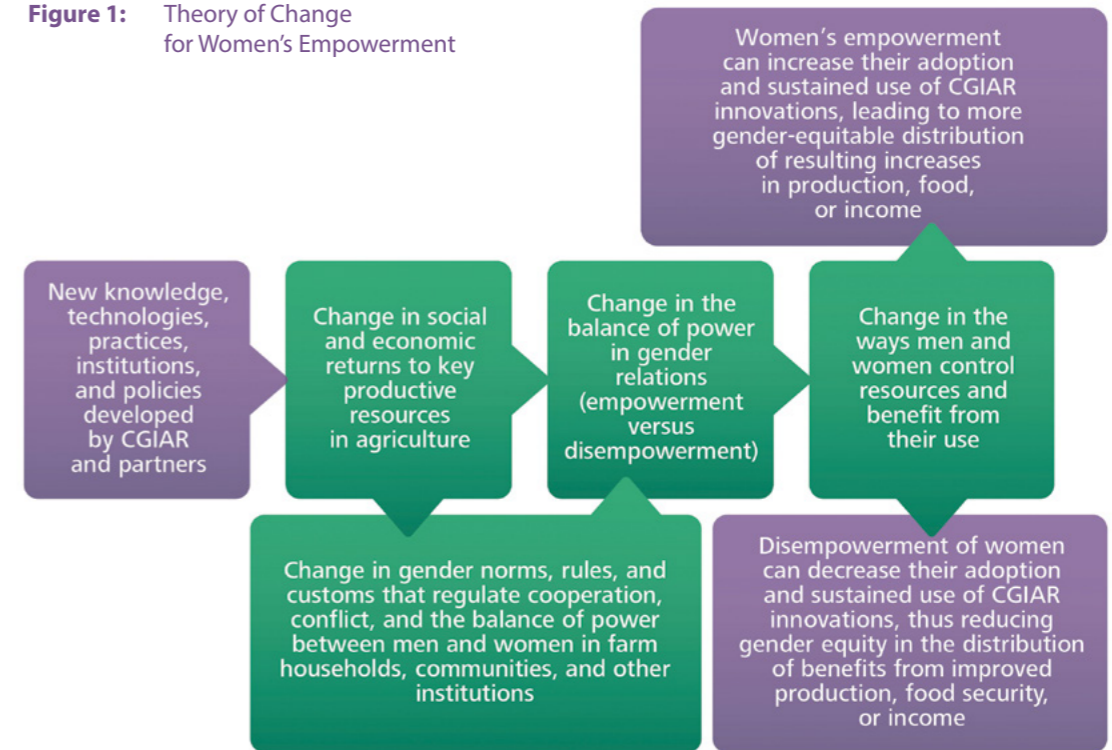 Figure 1: Theory of Change
for Women’s Empowerment
Women’s empowerment
can increase their adoption
and sustained use of CGIAR
innovations, leading to more
gender-equitable distribution
of resulting increases
in production, food,
or income
New knowledge,
technologies,
practices,
institutions,
and policies
developed
by CGIAR
and partners
Change in social
and economic
returns to key
productive
resources
in agriculture
Change in the
balance of power
in gender
relations
(empowerment
versus
disempowerment)
Change in the
ways men and
women control
resources and
benefit from
their use
Change in gender norms, rules, and
customs that regulate cooperation,
conflict, and the balance of power
between men and women in farm
households, communities, and other
institutions
Disempowerment of women
can decrease their adoption
and sustained use of CGIAR
innovations, thus reducing
gender equity in the distribution
of benefits from improved
production, food security,
or income